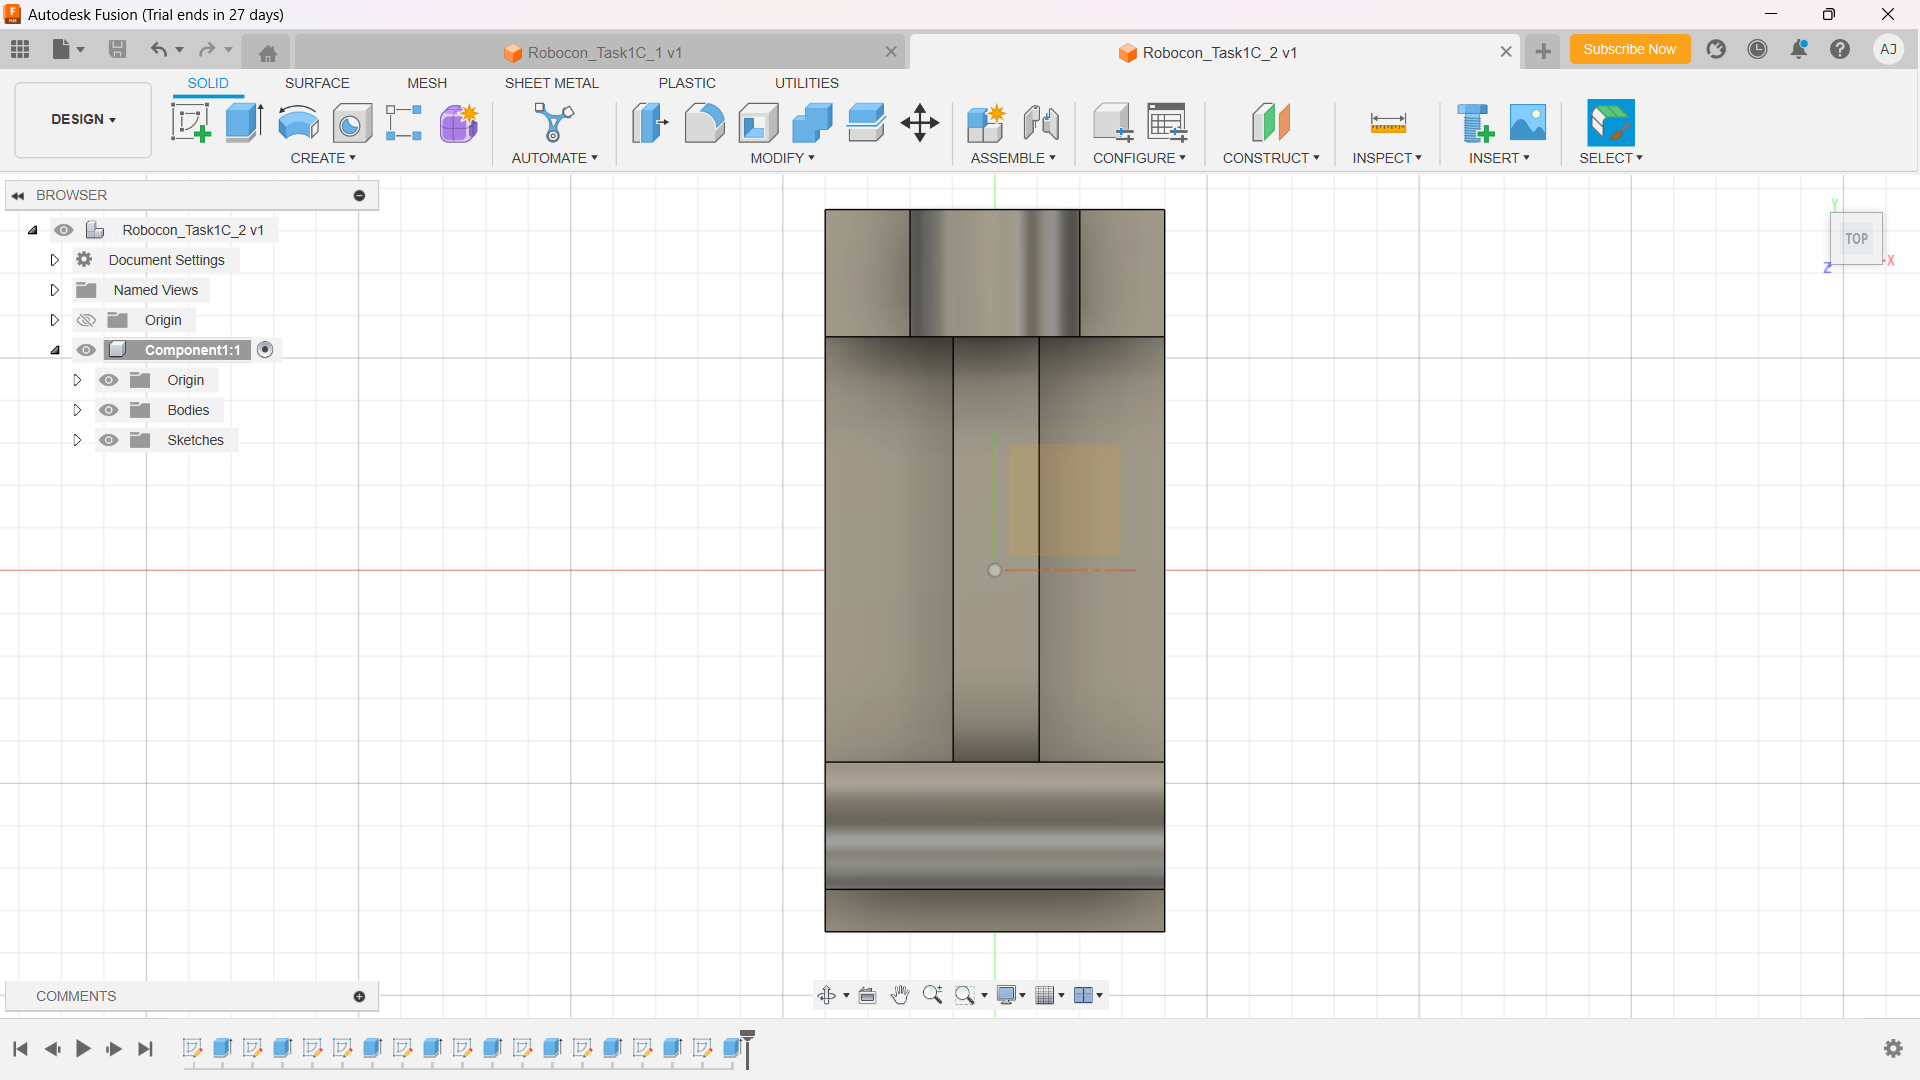 Autodesk Fusion (Trial ends in 27 days)
Robocon_Task1C_1 v1
Robocon_Task1C_2 v1
Subscribe Now
AJ
DESIGN
SOLID
SURFACE
MESH
SHEET METAL
PLASTIC
UTILITIES
CREATE
AUTOMATE
MODIFY
ASSEMBLE
CONFIGURE
CONSTRUCT
INSPECT
INSERT
SELECT
BROWSER
Robocon_Task1C_2 v1
Document Settings
Named Views
Origin
Component1:1
Origin
Bodies
Sketches
Y
TOP
X
Z
COMMENTS